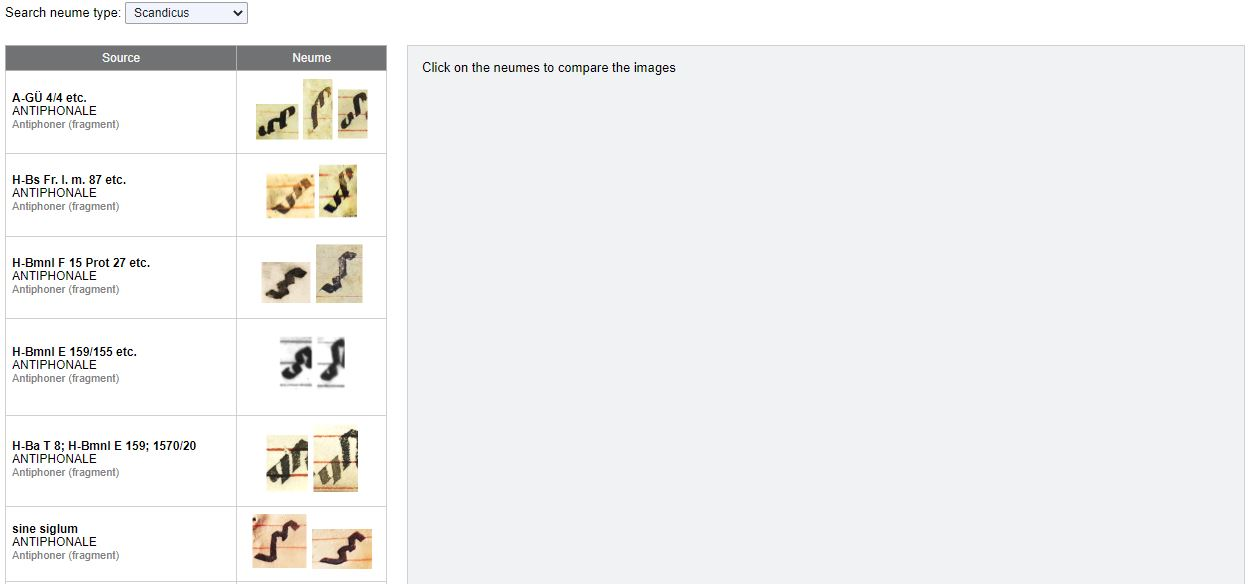 Search neume type: Scandicus
Source Neume
Click on the neumes to compare the images
A-GÜ 4/4 etc.
ANTIPHONALE
Antiphoner (fragment)
H-Bs Fr. l. m. 87 etc.
ANTIPHONALE
Antiphoner (fragment)
H-Bmnl F 15 Prot 27 etc.
ANTIPHONALE
Antiphoner (fragment)
H-Bmnl E 159/155 etc.
ANTIPHONALE
Antiphoner (fragment)
H-Ba T 8; H-Bmnl E 159; 1570/20
ANTIPHONALE
Antiphoner (fragment)
sine siglum
ANTIPHONALE
Antiphoner (fragment)